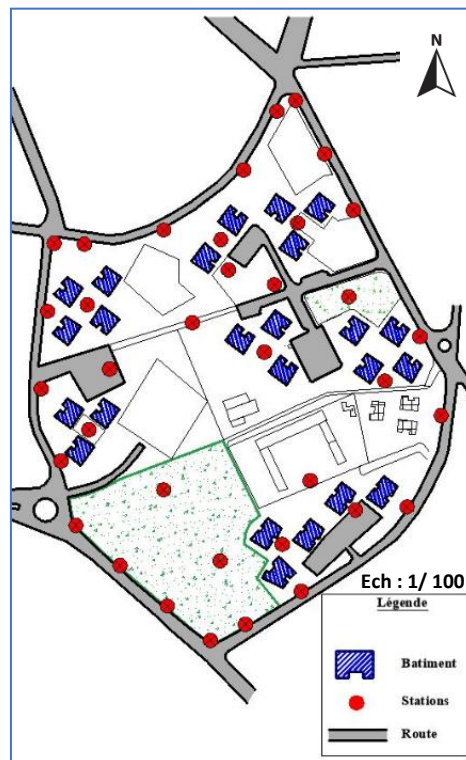 N
Ech : 1/ 100
Légende
Batiment
Stations
Route